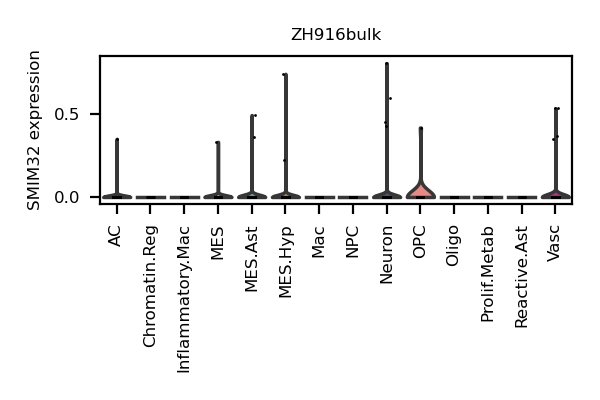 ZH916bulk
SMIM32 expression
0.5
0.0
AC
Chromatin.Reg
Inflammatory.Mac
MES
MES.Ast
MES.Hyp
Mac
NPC
Neuron
OPC
Oligo
Prolif.Metab
Reactive.Ast
Vasc